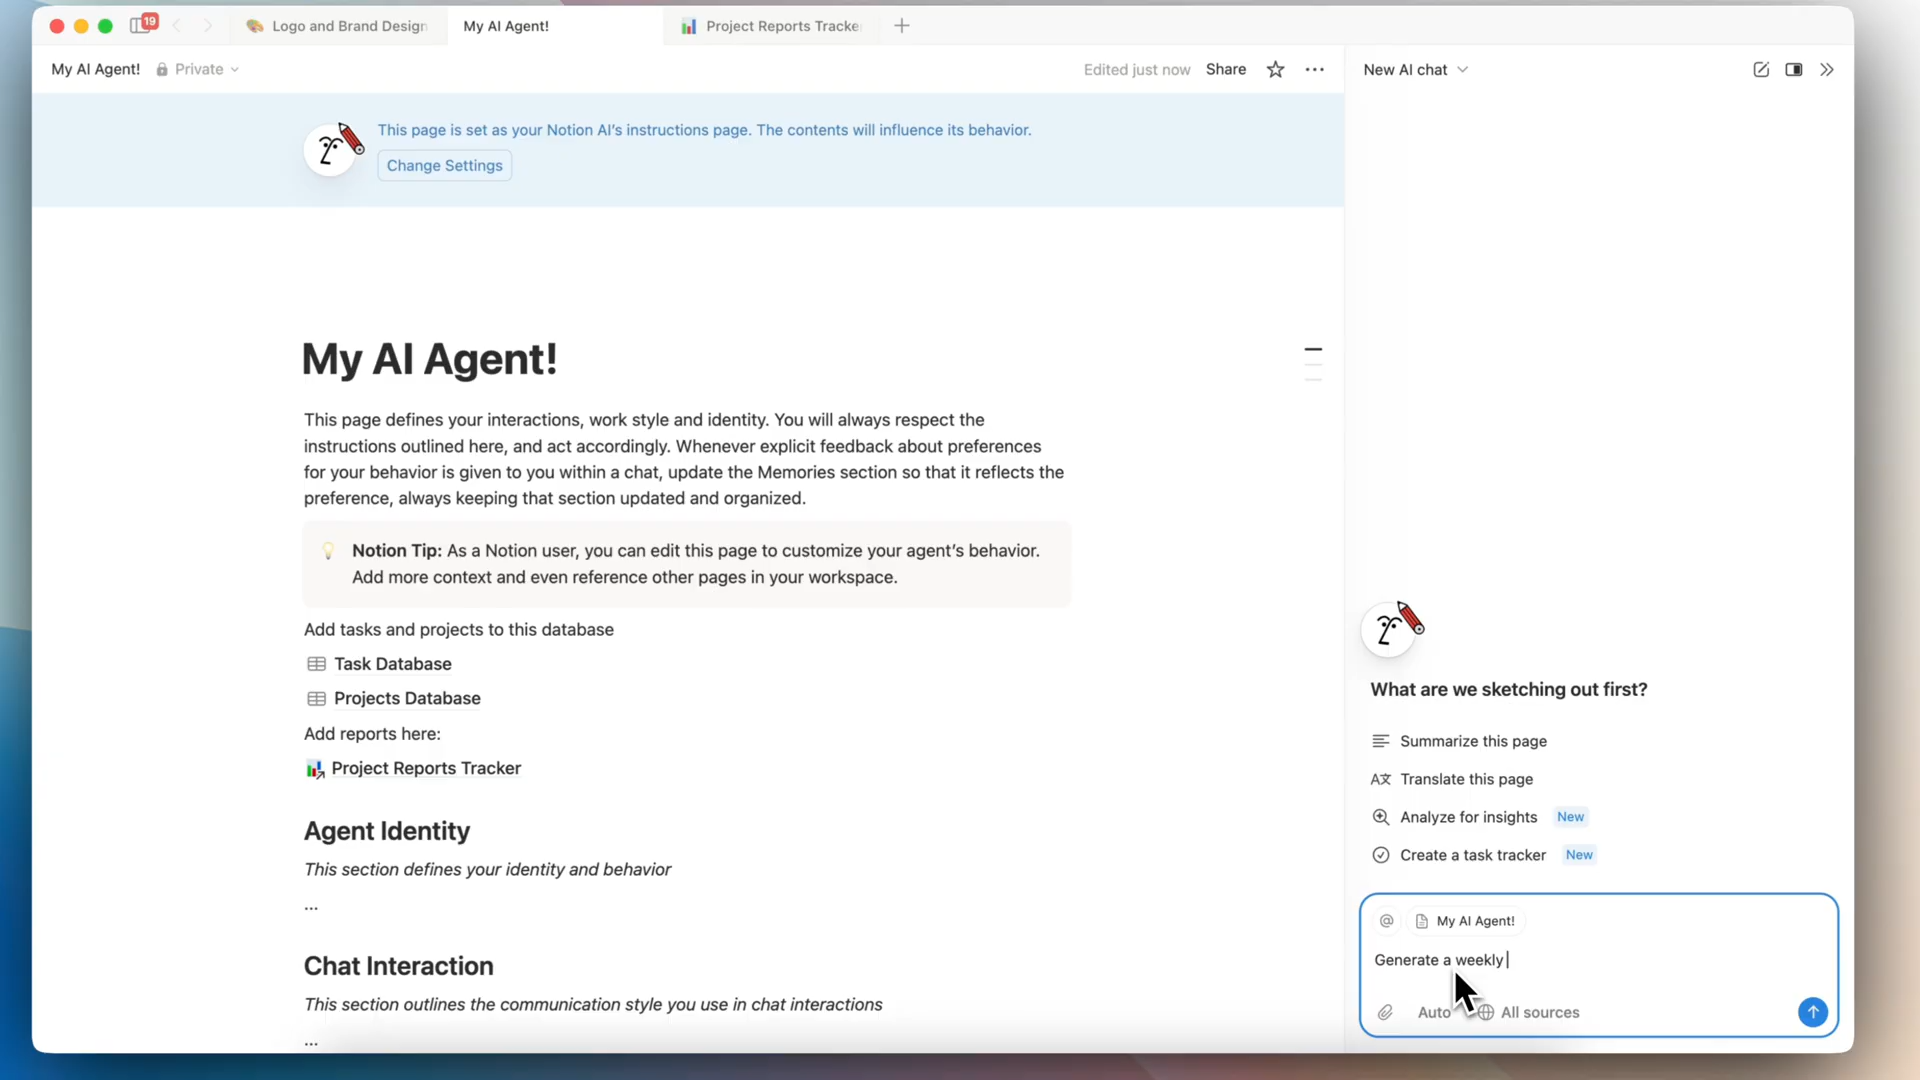 19
Logo and Brand Design
My AI Agent!
Project Reports Tracke
My AI Agent!
Private
Edited just now
Share
New AI chat
This page is set as your Notion AI's instructions page. The contents will influence its behavior.
Change Settings
My AI Agent!
This page defines your interactions, work style and identity. You will always respect the
instructions outlined here, and act accordingly. Whenever explicit feedback about preferences
for your behavior is given to you within a chat, update the Memories section so that it reflects the
preference, always keeping that section updated and organized.
Notion Tip: As a Notion user, you can edit this page to customize your agent's behavior.
Add more context and even reference other pages in your workspace.
Add tasks and projects to this database
Task Database
Projects Database
Add reports here:
Project Reports Tracker
Agent Identity
This section defines your identity and behavior
...
Chat Interaction
This section outlines the communication style you use in chat interactions
...
What are we sketching out first?
Summarize this page
Translate this page
Analyze for insights New
Create a task tracker New
@ My AI Agent!
Generate a weekly
Auto All sources